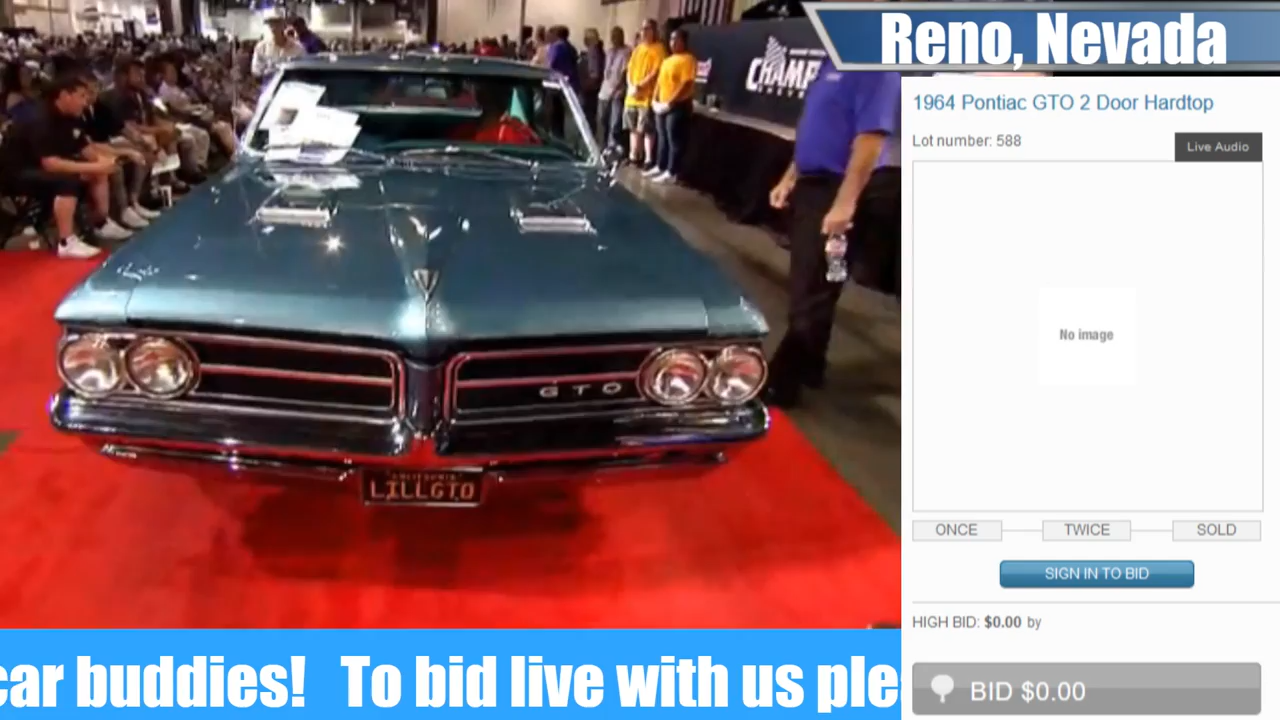 Reno, Nevada
1964 Pontiac GTO 2 Door Hardtop
Lot number: 588
Live Audio
No image
ONCE
TWICE
SOLD
SIGN IN TO BID
HIGH BID: $0.00 by
BID $0.00
CHAMP
GTO
CALIFORNIA
LILLGTO
car buddies! To bid live with us plea